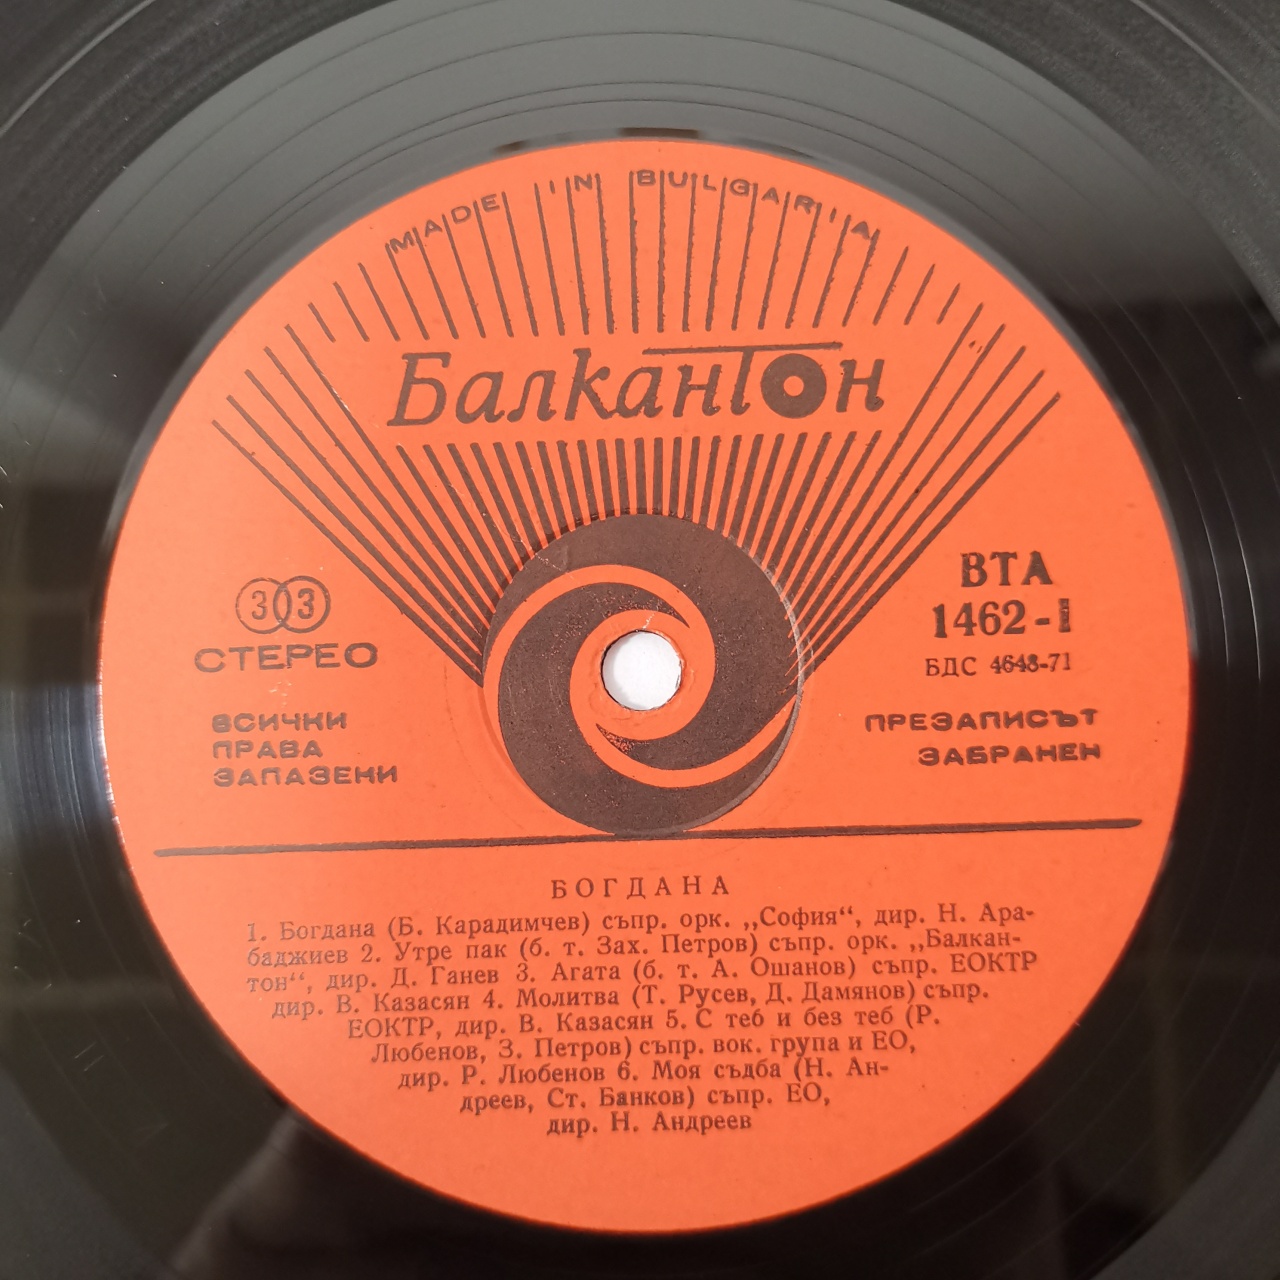 MADE IN BULGARIA
Балкантон
33
СТЕРЕО
ВСИЧКИ
ПРАВА
ЗАПАЗЕНИ
ВТА
1462-I
БДС 4648-71
ПРЕЗАПИСЪТ
ЗАБРАНЕН
БОГДАНА
1. Богдана (Б. Карадимчев) съпр. орк. „София“, дир. Н. Ара-
баджиев 2. Утре пак (б. т. Зах. Петров) съпр. орк. „Балкан-
тон“, дир. Д. Ганев 3. Агата (б. т. А. Ошанов) съпр. ЕОКТР
дир. В. Казасян 4. Молитва (Т. Русев, Д. Дамянов) съпр.
ЕОКТР, дир. В. Казасян 5. С теб и без теб (Р.
Любенов, З. Петров) съпр. вок. група и ЕО,
дир. Р. Любенов 6. Моя съдба (Н. Ан-
дреев, Ст. Банков) съпр. ЕО,
дир. Н. Андреев